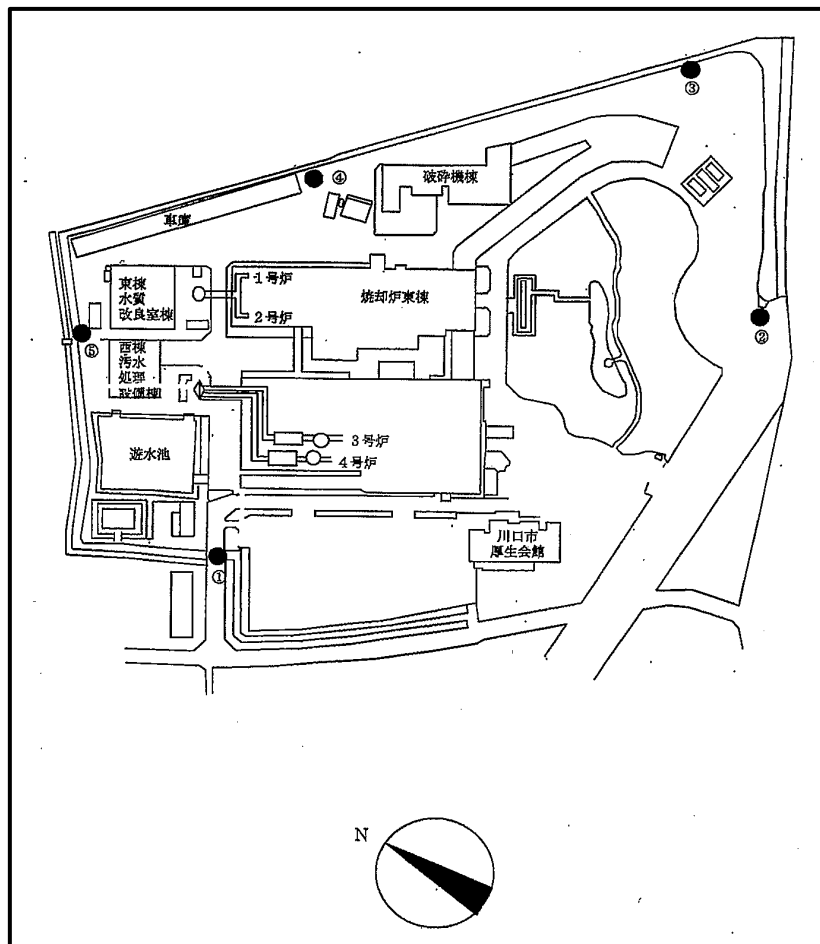 ③
破砕機棟
④
車庫
東棟
水質
改良室棟
1号炉
2号炉
焼却炉東棟
②
⑤
西棟
汚水
処理
設備棟
遊水池
3号炉
4号炉
川口市
厚生会館
①
N